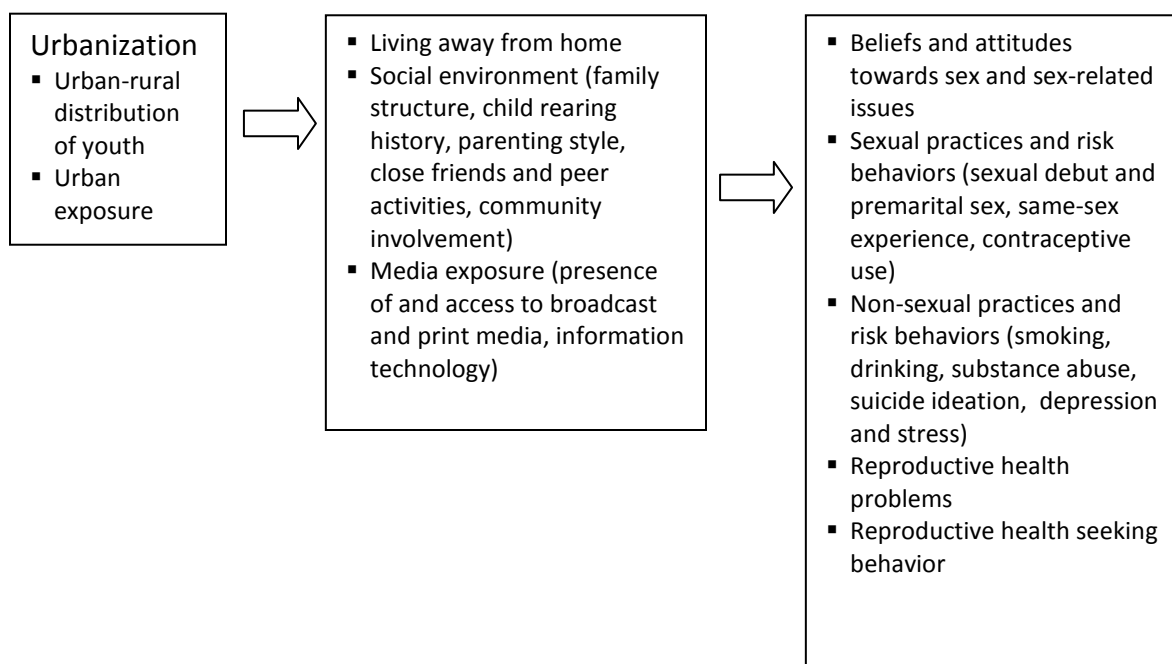 Urbanization
▪ Urban-rural
distribution
of youth
▪ Urban
exposure
▪ Living away from home
▪ Social environment (family
structure, child rearing
history, parenting style,
close friends and peer
activities, community
involvement)
▪ Media exposure (presence
of and access to broadcast
and print media, information
technology)
▪ Beliefs and attitudes
towards sex and sex-related
issues
▪ Sexual practices and risk
behaviors (sexual debut and
premarital sex, same-sex
experience, contraceptive
use)
▪ Non-sexual practices and
risk behaviors (smoking,
drinking, substance abuse,
suicide ideation,  depression
and stress)
▪ Reproductive health
problems
▪ Reproductive health seeking
behavior